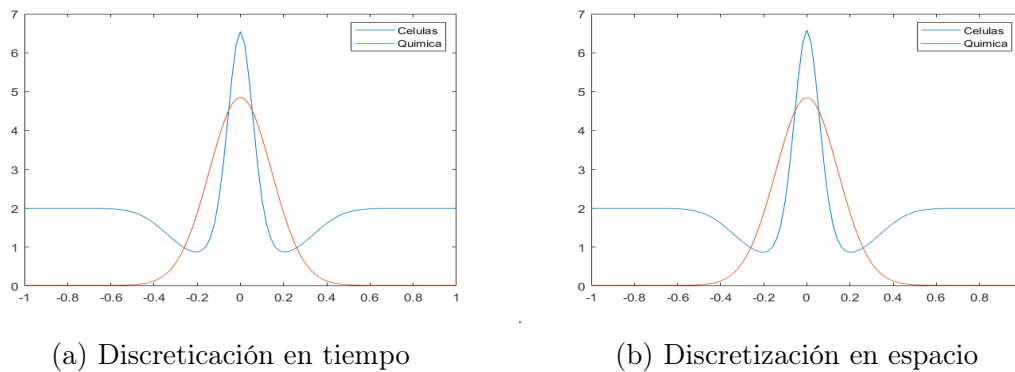 7
6
5
4
3
2
1
0
-1 -0.8 -0.6 -0.4 -0.2 0 0.2 0.4 0.6 0.8 1
Celulas
Quimica
(a) Discreticación en tiempo
7
6
5
4
3
2
1
0
-1 -0.8 -0.6 -0.4 -0.2 0 0.2 0.4 0.6 0.8
Celulas
Quimica
(b) Discretización en espacio